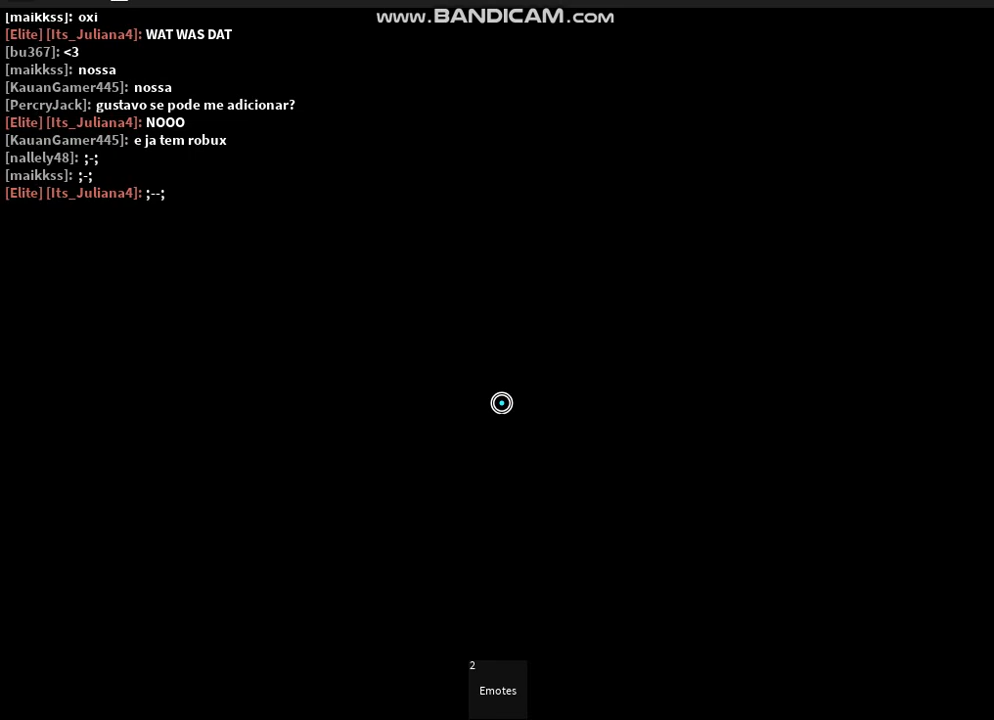 [maikkss]: oxi
www.BANDICAM.com
[Elite] [Its_Juliana4]: WAT WAS DAT
[bu367]: <3
[maikkss]: nossa
[KauanGamer445]: nossa
[PercryJack]: gustavo se pode me adicionar?
[Elite] [Its_Juliana4]: NOOO
[KauanGamer445]: e ja tem robux
[nallely48]: ;-;
[maikkss]: ;-;
[Elite] [Its_Juliana4]: ;--;
2
Emotes